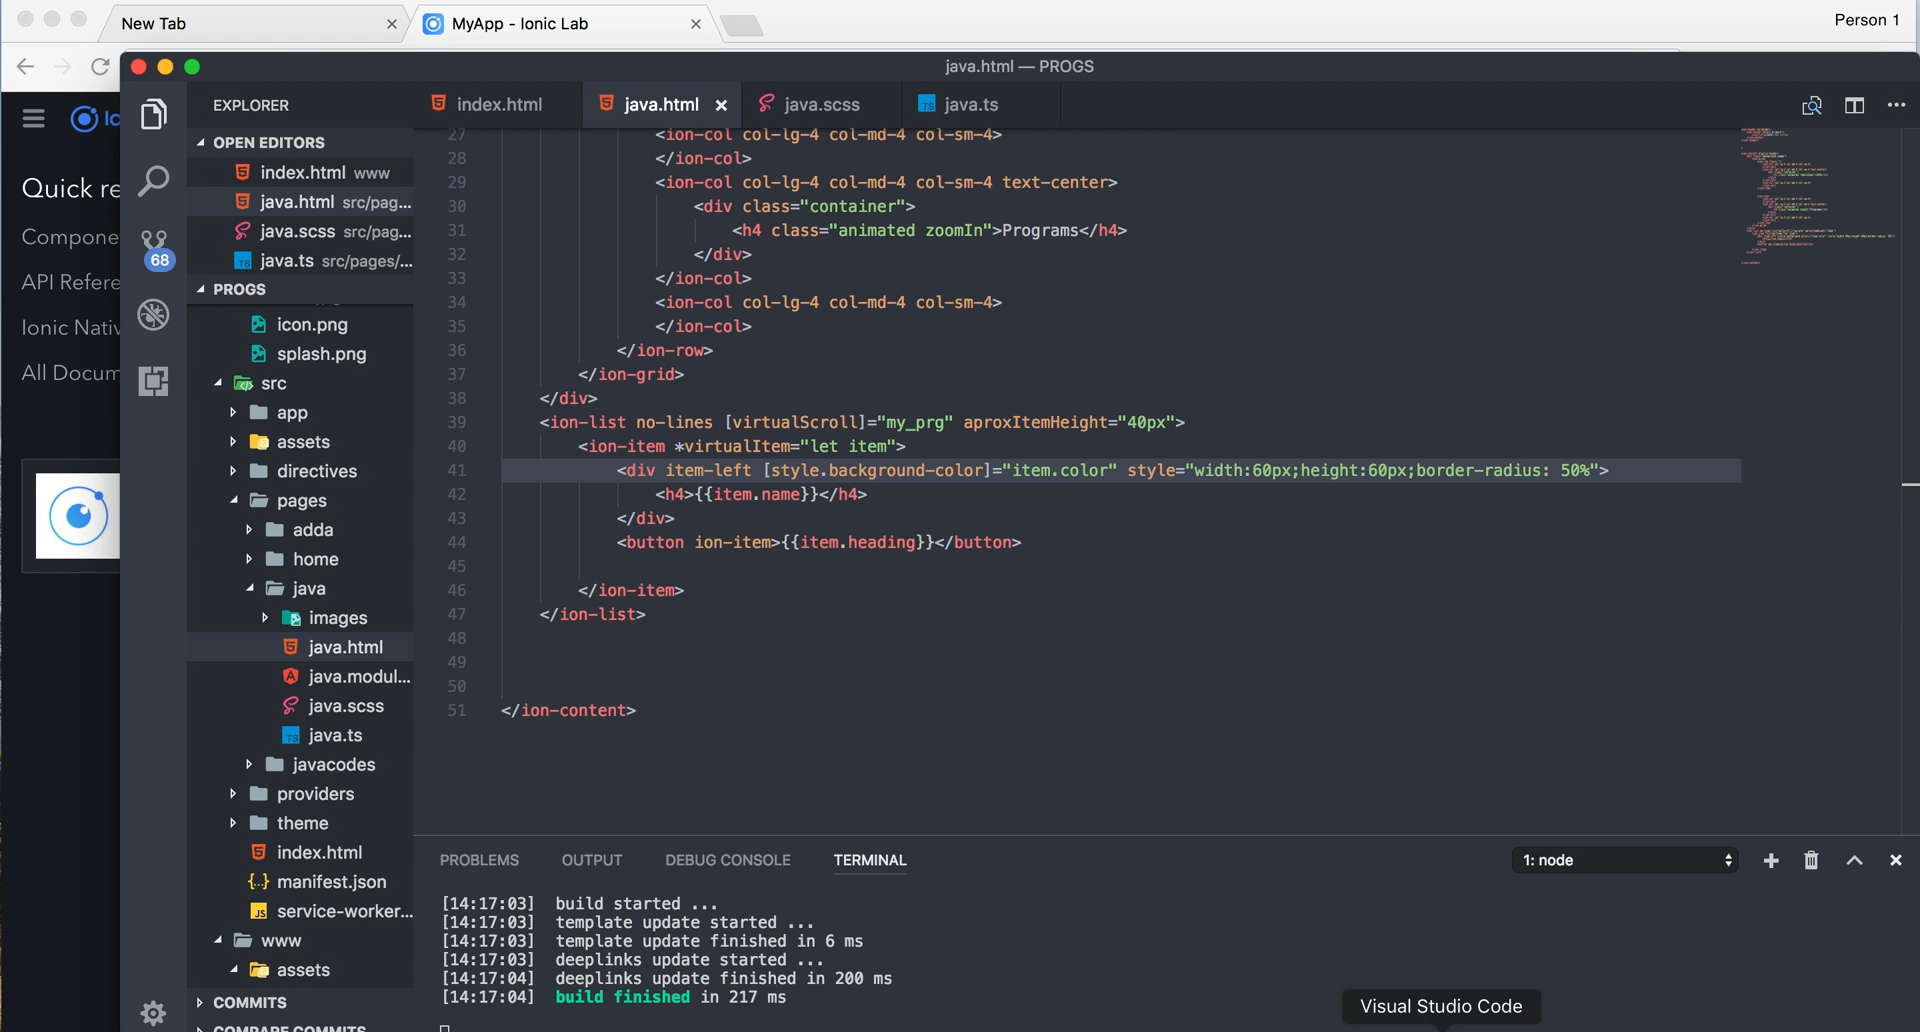 New Tab
MyApp - Ionic Lab
Person 1
java.html — PROGS
EXPLORER
index.html
java.html
java.scss
java.ts
OPEN EDITORS
index.html www
java.html src/pag...
java.scss src/pag...
java.ts src/pages/...
68
PROGS
icon.png
splash.png
src
app
assets
directives
pages
adda
home
java
images
java.html
java.modul...
java.scss
java.ts
javacodes
providers
theme
index.html
manifest.json
service-worker...
www
assets
COMMITS
COMPARE COMMITS
Quick re
Compone
API Refere
Ionic Nativ
All Docum
27 <ion-col col-lg-4 col-md-4 col-sm-4>
28 </ion-col>
29 <ion-col col-lg-4 col-md-4 col-sm-4 text-center>
30 <div class="container">
31 <h4 class="animated zoomIn">Programs</h4>
32 </div>
33 </ion-col>
34 <ion-col col-lg-4 col-md-4 col-sm-4>
35 </ion-col>
36 </ion-row>
37 </ion-grid>
38 </div>
39 <ion-list no-lines [virtualScroll]="my_prg" aproxItemHeight="40px">
40 <ion-item *virtualItem="let item">
41 <div item-left [style.background-color]="item.color" style="width:60px;height:60px;border-radius: 50%">
42 <h4>{{item.name}}</h4>
43 </div>
44 <button ion-item>{{item.heading}}</button>
45
46 </ion-item>
47 </ion-list>
48
49
50
51 </ion-content>
PROBLEMS
OUTPUT
DEBUG CONSOLE
TERMINAL
1: node
[14:17:03] build started ...
[14:17:03] template update started ...
[14:17:03] template update finished in 6 ms
[14:17:03] deeplinks update started ...
[14:17:04] deeplinks update finished in 200 ms
[14:17:04] build finished in 217 ms
Visual Studio Code